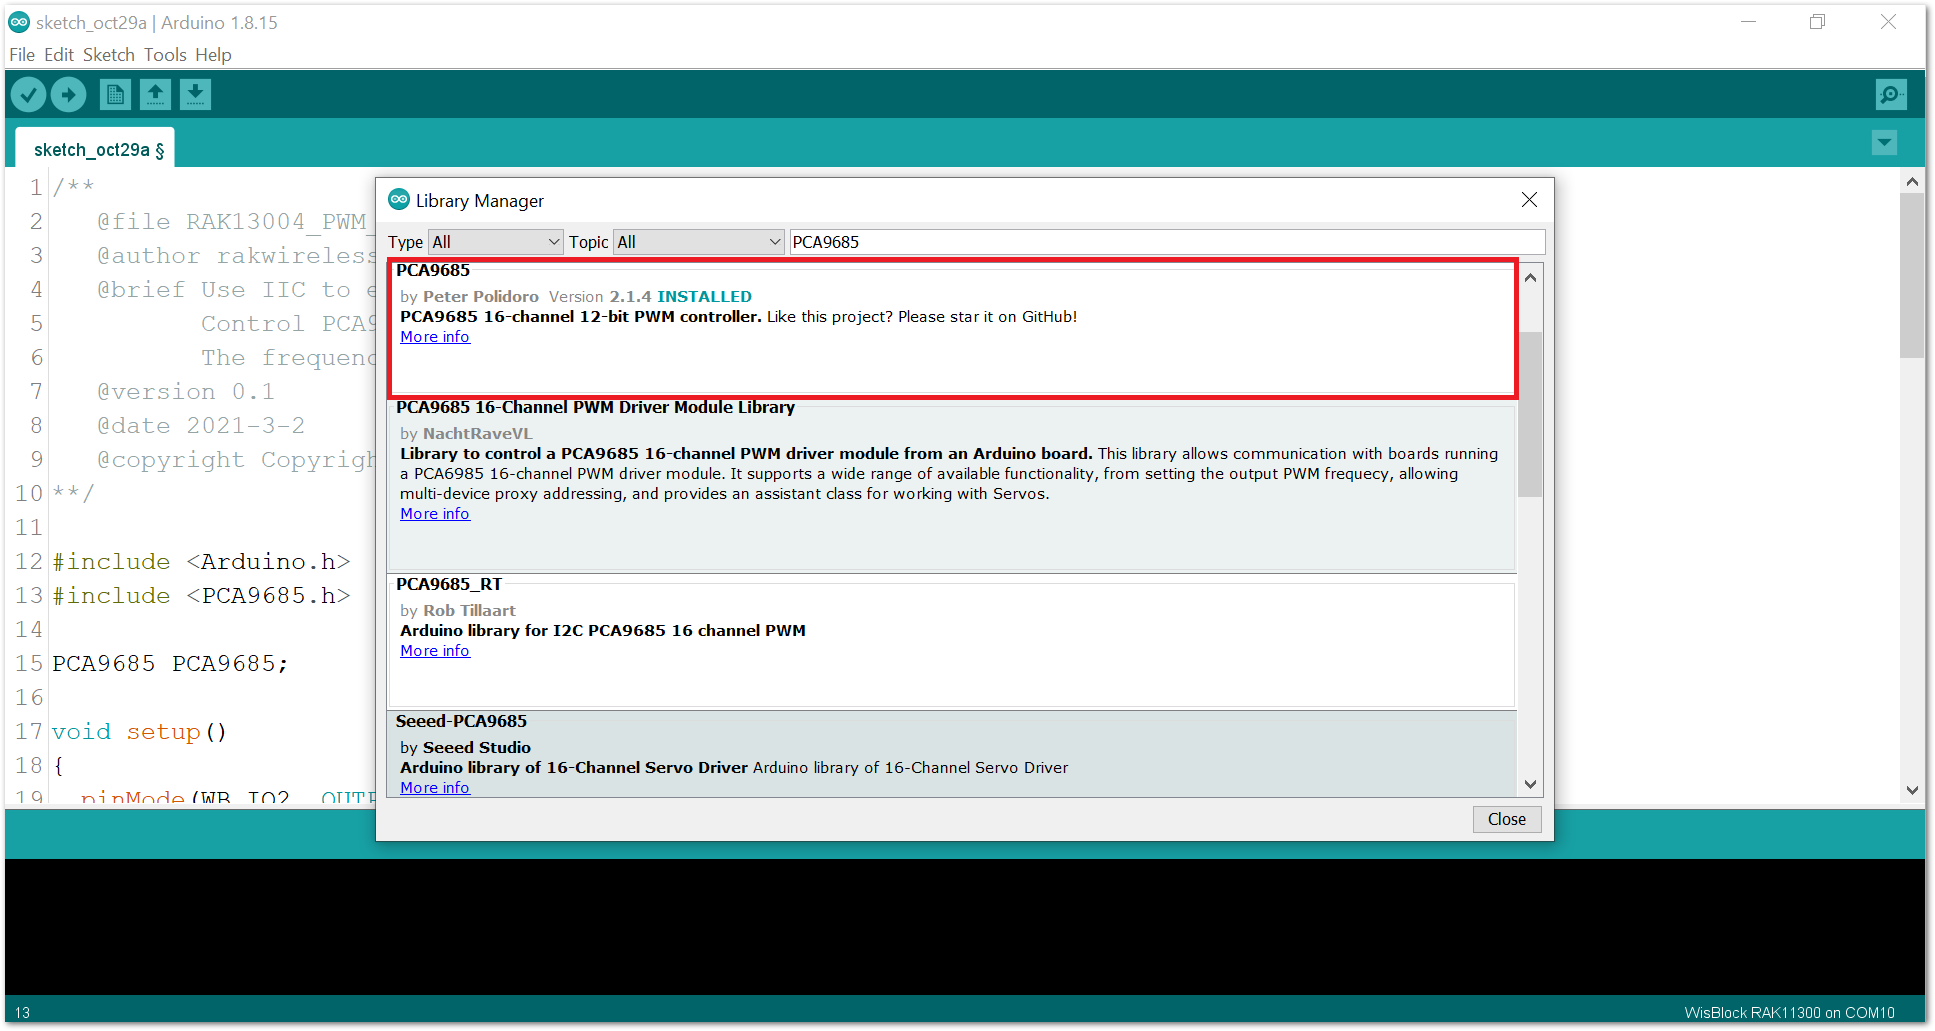 sketch_oct29a | Arduino 1.8.15
File Edit Sketch Tools Help
sketch_oct29a §
1 /**
2 @file RAK13004_PWM_
3 @author rakwireless
4 @brief Use IIC to e
5 Control PCA9
6 The frequenc
7 @version 0.1
8 @date 2021-3-2
9 @copyright Copyrigh
10 **/
11
12 #include <Arduino.h>
13 #include <PCA9685.h>
14
15 PCA9685 PCA9685;
16
17 void setup()
18 {
19 pinMode(WB_IO2, OUTP
Library Manager
Type All Topic All PCA9685
PCA9685
by Peter Polidoro Version 2.1.4 INSTALLED
PCA9685 16-channel 12-bit PWM controller. Like this project? Please star it on GitHub!
More info
PCA9685 16-Channel PWM Driver Module Library
by NachtRaveVL
Library to control a PCA9685 16-channel PWM driver module from an Arduino board. This library allows communication with boards running
a PCA6985 16-channel PWM driver module. It supports a wide range of available functionality, from setting the output PWM frequecy, allowing
multi-device proxy addressing, and provides an assistant class for working with Servos.
More info
PCA9685_RT
by Rob Tillaart
Arduino library for I2C PCA9685 16 channel PWM
More info
Seeed-PCA9685
by Seeed Studio
Arduino library of 16-Channel Servo Driver Arduino library of 16-Channel Servo Driver
More info
Close
13
WisBlock RAK11300 on COM10